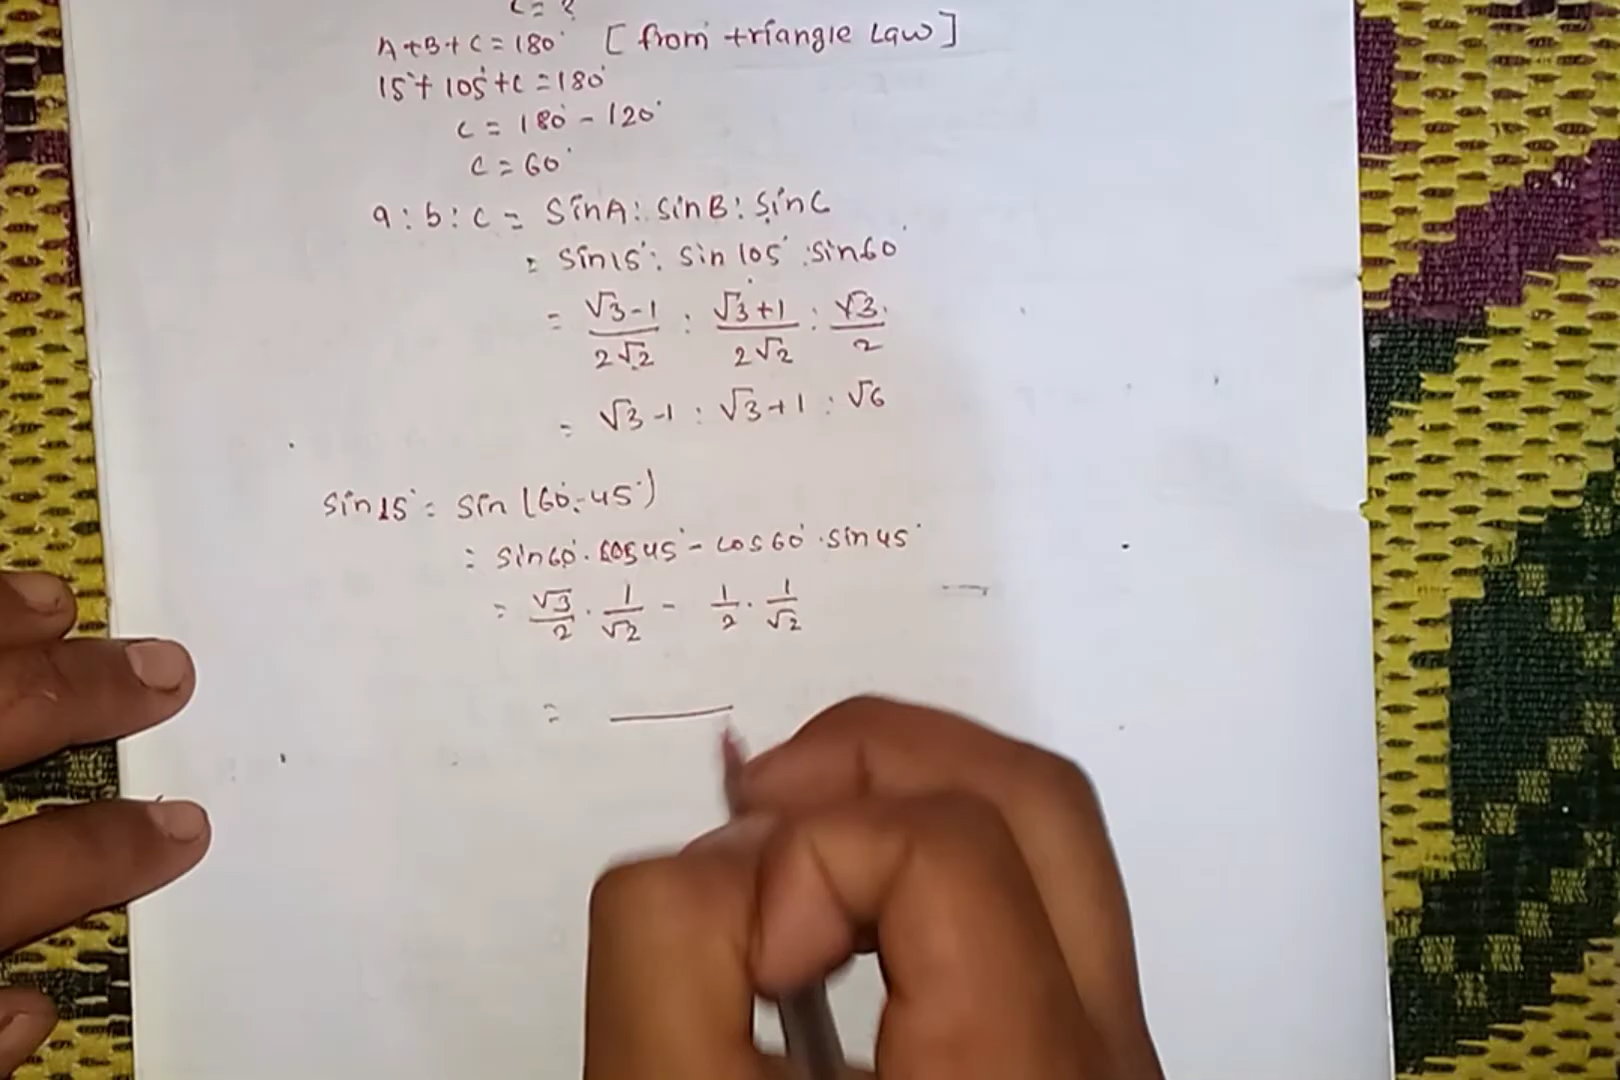 C = ?
A+B+C = 180° [from triangle Law]
15°+105°+C = 180°
C = 180° - 120°
C = 60°
a : b : c = SinA : SinB : SinC
= Sin15° : Sin 105° : Sin60°
= √3-1/2√2 : √3+1/2√2 : √3/2
= √3-1 : √3+1 : √6
Sin15° = Sin (60°-45°)
= Sin60°. Cos45° - Cos60°. Sin45°
= √3/2 . 1/√2 - 1/2 . 1/√2
=